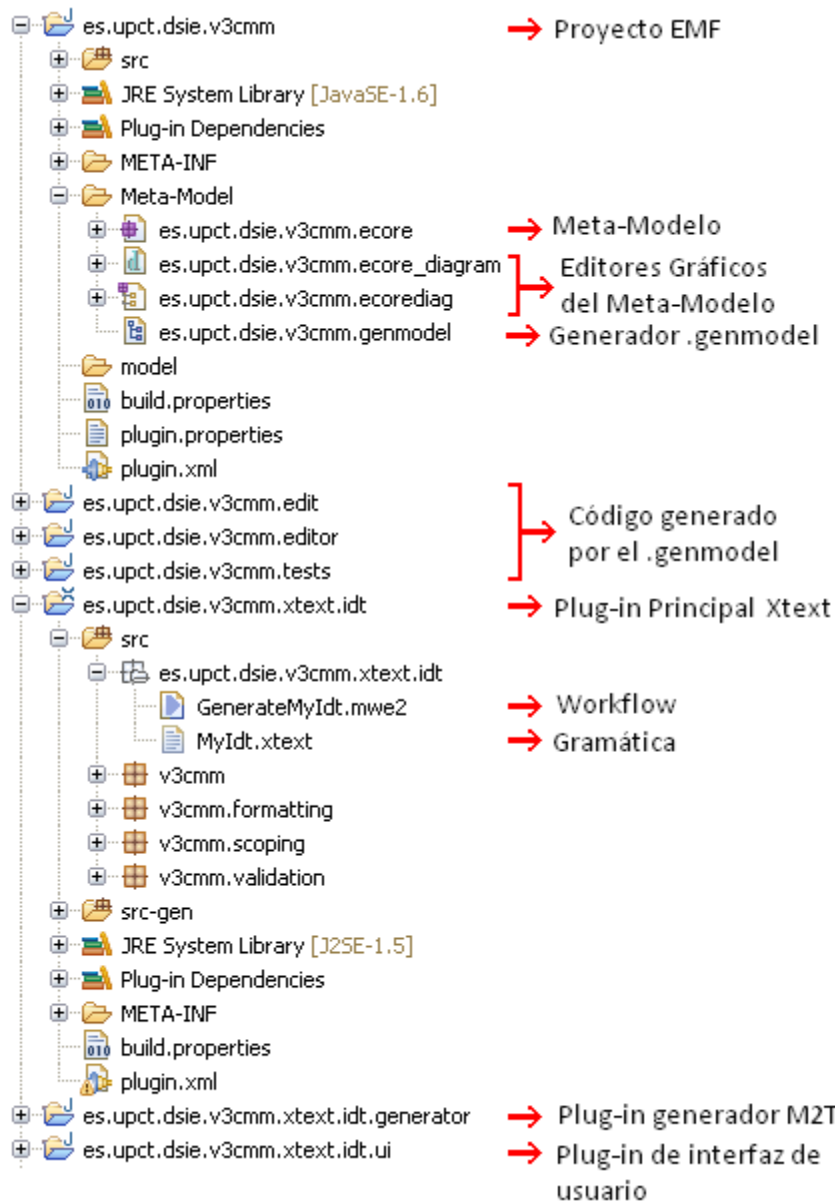 es.upct.dsie.v3cmm Proyecto EMF
src
JRE System Library [JavaSE-1.6]
Plug-in Dependencies
META-INF
Meta-Model
es.upct.dsie.v3cmm.ecore Meta-Modelo
es.upct.dsie.v3cmm.ecore_diagram Editores Gráficos
es.upct.dsie.v3cmm.ecorediag del Meta-Modelo
es.upct.dsie.v3cmm.genmodel Generador .genmodel
model
build.properties
plugin.properties
plugin.xml
es.upct.dsie.v3cmm.edit Código generado
es.upct.dsie.v3cmm.editor por el .genmodel
es.upct.dsie.v3cmm.tests
es.upct.dsie.v3cmm.xtext.idt Plug-in Principal Xtext
src
es.upct.dsie.v3cmm.xtext.idt
GenerateMyIdt.mwe2 Workflow
MyIdt.xtext Gramática
v3cmm
v3cmm.formatting
v3cmm.scoping
v3cmm.validation
src-gen
JRE System Library [J2SE-1.5]
Plug-in Dependencies
META-INF
build.properties
plugin.xml
es.upct.dsie.v3cmm.xtext.idt.generator Plug-in generador M2T
es.upct.dsie.v3cmm.xtext.idt.ui Plug-in de interfaz de
usuario